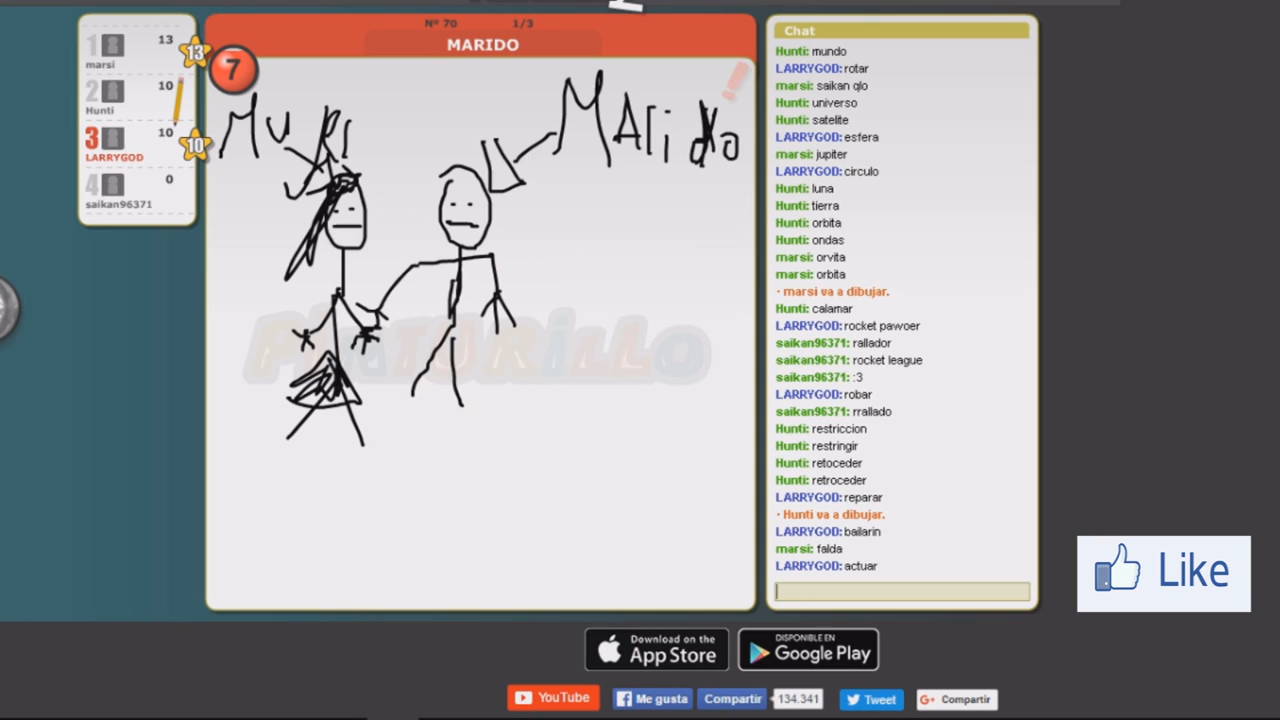 Nº 70 1/3
MARIDO
7
1 13
marsi
13
2 10
Hunti
3 10
LARRYGOD
10
4 0
saikan96371
MARiDo
PiNTURiLLo
Chat
Hunti: mundo
LARRYGOD: rotar
marsi: saikan qlo
Hunti: universo
Hunti: satelite
LARRYGOD: esfera
marsi: jupiter
LARRYGOD: circulo
Hunti: luna
Hunti: tierra
Hunti: orbita
Hunti: ondas
marsi: orvita
marsi: orbita
· marsi va a dibujar.
Hunti: calamar
LARRYGOD: rocket pawoer
saikan96371: rallador
saikan96371: rocket league
saikan96371: :3
LARRYGOD: robar
saikan96371: rrallado
Hunti: restriccion
Hunti: restringir
Hunti: retoceder
Hunti: retroceder
LARRYGOD: reparar
· Hunti va a dibujar.
LARRYGOD: bailarin
marsi: falda
LARRYGOD: actuar
Like
Download on the
App Store
DISPONIBLE EN
Google Play
YouTube
Me gusta
Compartir
134.341
Tweet
G+ Compartir